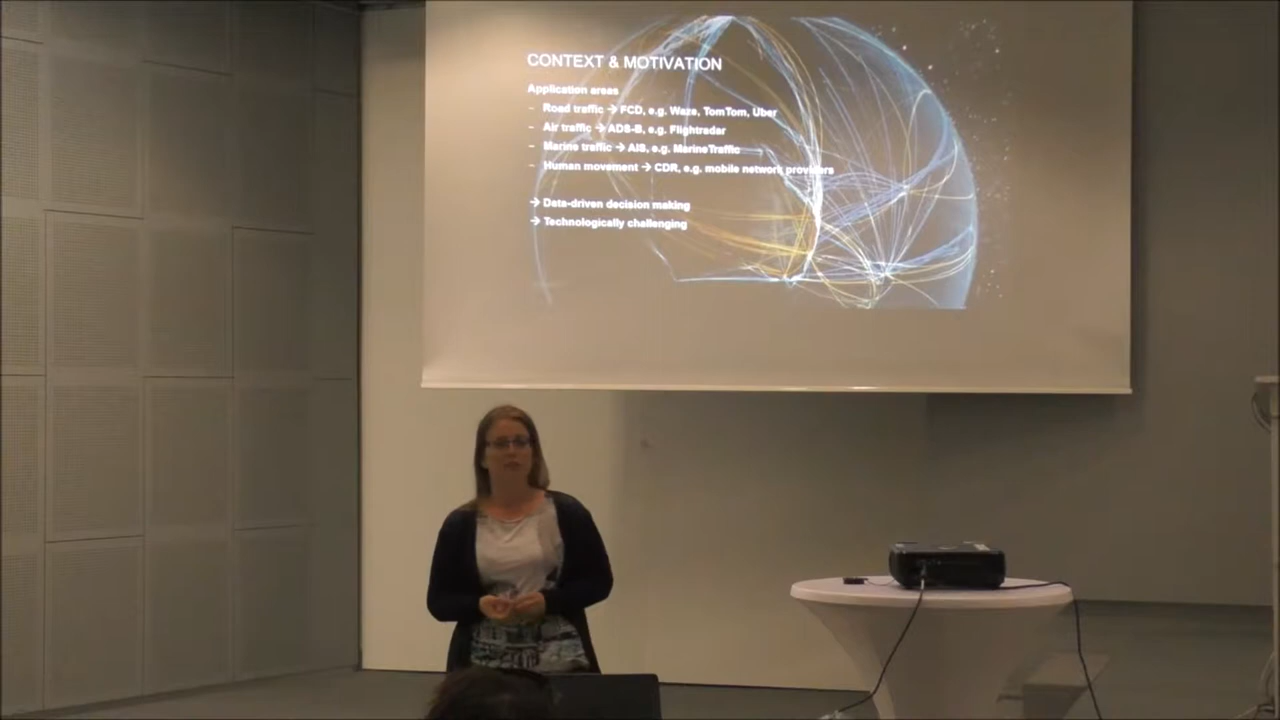 CONTEXT & MOTIVATION
Application areas
- Road traffic → FCD, e.g. Waze, TomTom, Uber
- Air traffic → ADS-B, e.g. Flightradar
- Marine traffic → AIS, e.g. MarineTraffic
- Human movement → CDR, e.g. mobile network providers
→ Data-driven decision making
→ Technologically challenging